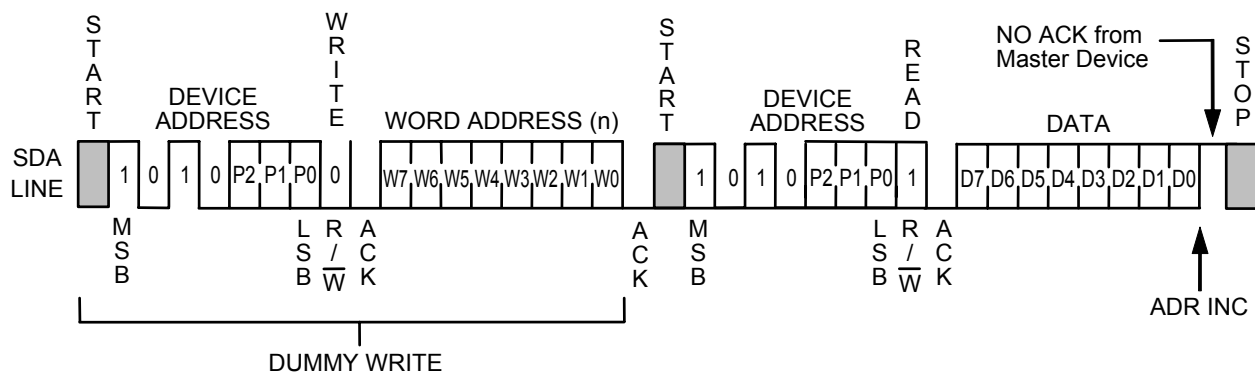 START
WRITE
START
READ
NO ACK from
Master Device
STOP
DEVICE
ADDRESS
WORD ADDRESS (n)
DEVICE
ADDRESS
DATA
SDA
LINE
1 0 1 0 P2 P1 P0 0 W7 W6 W5 W4 W3 W2 W1 W0 1 0 1 0 P2 P1 P0 1 D7 D6 D5 D4 D3 D2 D1 D0
MSB
LSB
R/W
ACK
ACK
MSB
LSB
R/W
ACK
ADR INC
DUMMY WRITE